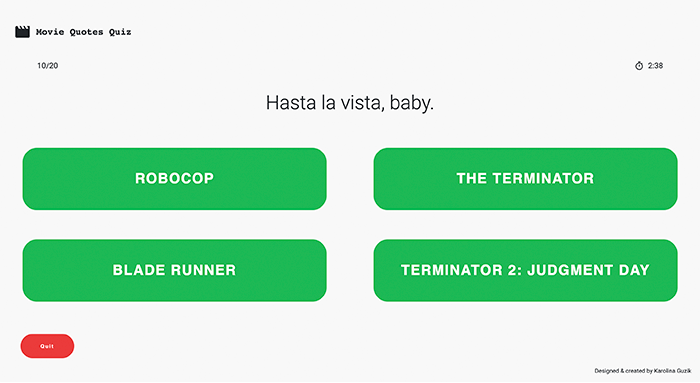 Movie Quotes Quiz
10/20
2:38
Hasta la vista, baby.
ROBOCOP
THE TERMINATOR
BLADE RUNNER
TERMINATOR 2: JUDGMENT DAY
Quit
Designed & created by Karolina Guzik